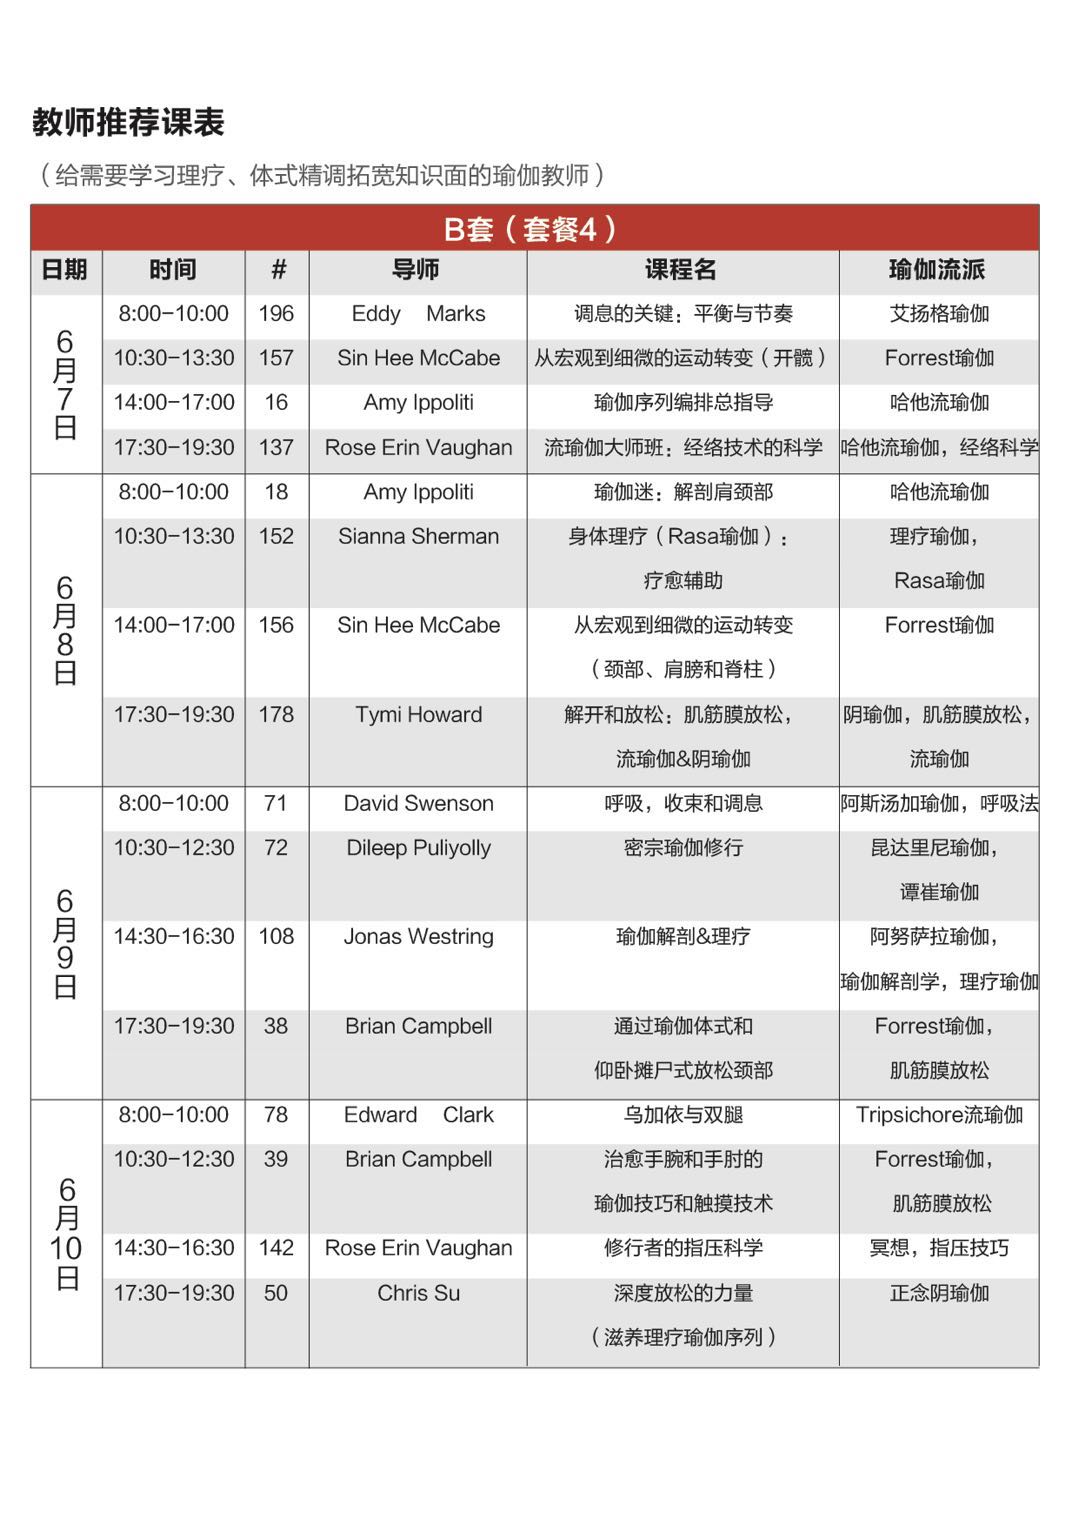 教师推荐课表
（给需要学习理疗、体式精调拓宽知识面的瑜伽教师）
B套（套餐4）
日期 时间 # 导师 课程名 瑜伽流派
6月7日
8:00-10:00 196 Eddy Marks 调息的关键：平衡与节奏 艾扬格瑜伽
10:30-13:30 157 Sin Hee McCabe 从宏观到细微的运动转变（开髋） Forrest瑜伽
14:00-17:00 16 Amy Ippoliti 瑜伽序列编排总指导 哈他流瑜伽
17:30-19:30 137 Rose Erin Vaughan 流瑜伽大师班：经络技术的科学 哈他流瑜伽，经络科学
6月8日
8:00-10:00 18 Amy Ippoliti 瑜伽迷：解剖肩颈部 哈他流瑜伽
10:30-13:30 152 Sianna Sherman 身体理疗（Rasa瑜伽）： 理疗瑜伽，
疗愈辅助 Rasa瑜伽
14:00-17:00 156 Sin Hee McCabe 从宏观到细微的运动转变 Forrest瑜伽
（颈部、肩膀和脊柱）
17:30-19:30 178 Tymi Howard 解开和放松：肌筋膜放松， 阴瑜伽，肌筋膜放松，
流瑜伽&阴瑜伽 流瑜伽
6月9日
8:00-10:00 71 David Swenson 呼吸，收束和调息 阿斯汤加瑜伽，呼吸法
10:30-12:30 72 Dileep Puliyolly 密宗瑜伽修行 昆达里尼瑜伽，
谭崔瑜伽
14:30-16:30 108 Jonas Westring 瑜伽解剖&理疗 阿努萨拉瑜伽，
瑜伽解剖学，理疗瑜伽
17:30-19:30 38 Brian Campbell 通过瑜伽体式和 Forrest瑜伽，
仰卧摊尸式放松颈部 肌筋膜放松
6月10日
8:00-10:00 78 Edward Clark 乌加依与双腿 Tripsichore流瑜伽
10:30-12:30 39 Brian Campbell 治愈手腕和手肘的 Forrest瑜伽，
瑜伽技巧和触摸技术 肌筋膜放松
14:30-16:30 142 Rose Erin Vaughan 修行者的指压科学 冥想，指压技巧
17:30-19:30 50 Chris Su 深度放松的力量 正念阴瑜伽
（滋养理疗瑜伽序列）